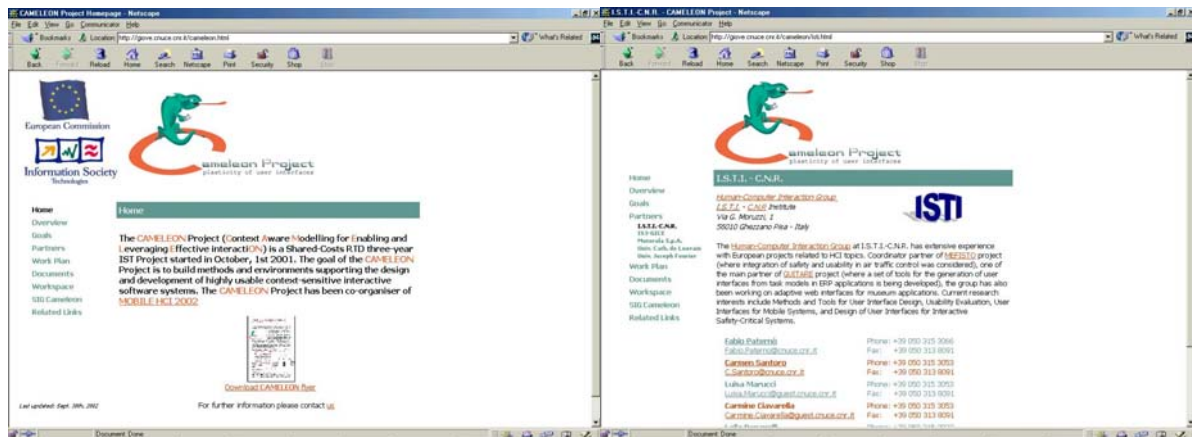 CAMELEON Project Homepage - Netscape
File Edit View Go Communicator Help
Bookmarks Location: http://giove.cnuce.cnr.it/cameleon.html What's Related
Back Forward Reload Home Search Netscape Print Security Shop Stop
European Commission
Information Society
Technologies
ameleon Project
plasticity of user interfaces
Home
Overview
Goals
Partners
Work Plan
Documents
Workspace
SIG Cameleon
Related Links
Home
The CAMELEON Project (Context Aware Modelling for Enabling and
Leveraging Effective interactiON) is a Shared-Costs RTD three-year
IST Project started in October, 1st 2001. The goal of the CAMELEON
Project is to build methods and environments supporting the design
and development of highly usable context-sensitive interactive
software systems. The CAMELEON Project has been co-organiser of
MOBILE HCI 2002
Download CAMELEON flyer
Last updated: Sept. 30th, 2002
For further information please contact us
Document: Done
I.S.T.I.-C.N.R. - CAMELEON Project - Netscape
File Edit View Go Communicator Help
Bookmarks Location: http://giove.cnuce.cnr.it/cameleon/isti.html What's Related
Back Forward Reload Home Search Netscape Print Security Shop Stop
ameleon Project
plasticity of user interfaces
Home
Overview
Goals
Partners
I.S.T.I.-C.N.R.
Motorola S.p.A.
Univ. Cath. de Louvain
Univ. Joseph Fourier
Work Plan
Documents
Workspace
SIG Cameleon
Related Links
I.S.T.I. - C.N.R.
Human-Computer Interaction Group
I.S.T.I. - C.N.R Institute
Via G. Moruzzi, 1
56010 Ghezzano Pisa - Italy
ISTI
The Human-Computer Interaction Group at I.S.T.I.-C.N.R. has extensive experience
with European projects related to HCI topics. Coordinator partner of MEFISTO project
(where integration of safety and usability in air traffic control was considered), one of
the main partner of GUITARE project (where a set of tools for the generation of user
interfaces from task models in ERP applications is being developed), the group has also
been working on adaptive web interfaces for museum applications. Current research
interests include Methods and Tools for User Interface Design, Usability Evaluation, User
Interfaces for Mobile Systems, and Design of User Interfaces for Interactive
Safety-Critical Systems.
Fabio Paternò Phone: +39 050 315 3066
Fabio.Paterno@cnuce.cnr.it Fax: +39 050 313 8091
Carmen Santoro Phone: +39 050 315 3053
C.Santoro@cnuce.cnr.it Fax: +39 050 313 8091
Luisa Marucci Phone: +39 050 315 3053
Luisa.Marucci@guest.cnuce.cnr.it Fax: +39 050 313 8091
Carmine Ciavarella Phone: +39 050 315 3053
Carmine.Ciavarella@guest.cnuce.cnr.it Fax: +39 050 313 8091
Document: Done